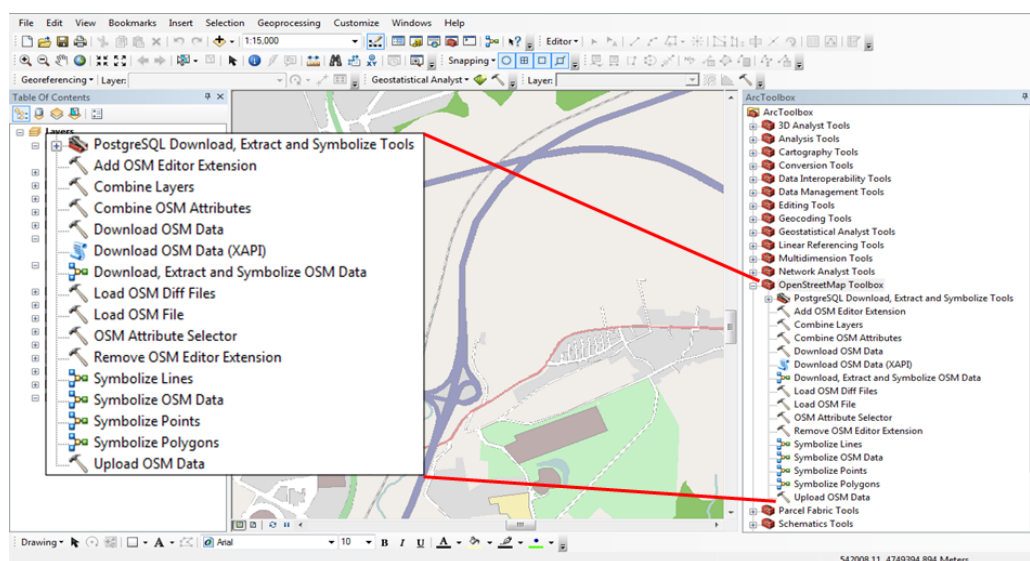 File Edit View Bookmarks Insert Selection Geoprocessing Customize Windows Help
1:15.000 Editor
Snapping
Georeferencing Layer: Geostatistical Analyst Layer:
Table Of Contents
Layers
PostgreSQL Download, Extract and Symbolize Tools
Add OSM Editor Extension
Combine Layers
Combine OSM Attributes
Download OSM Data
Download OSM Data (XAPI)
Download, Extract and Symbolize OSM Data
Load OSM Diff Files
Load OSM File
OSM Attribute Selector
Remove OSM Editor Extension
Symbolize Lines
Symbolize OSM Data
Symbolize Points
Symbolize Polygons
Upload OSM Data
ArcToolbox
ArcToolbox
3D Analyst Tools
Analysis Tools
Cartography Tools
Conversion Tools
Data Interoperability Tools
Data Management Tools
Editing Tools
Geocoding Tools
Geostatistical Analyst Tools
Linear Referencing Tools
Multidimension Tools
Network Analyst Tools
OpenStreetMap Toolbox
PostgreSQL Download, Extract and Symbolize Tools
Add OSM Editor Extension
Combine Layers
Combine OSM Attributes
Download OSM Data
Download OSM Data (XAPI)
Download, Extract and Symbolize OSM Data
Load OSM Diff Files
Load OSM File
OSM Attribute Selector
Remove OSM Editor Extension
Symbolize Lines
Symbolize OSM Data
Symbolize Points
Symbolize Polygons
Upload OSM Data
Parcel Fabric Tools
Schematics Tools
Drawing A Arial 10 B I U A
542008,11 4749394,894 Meters